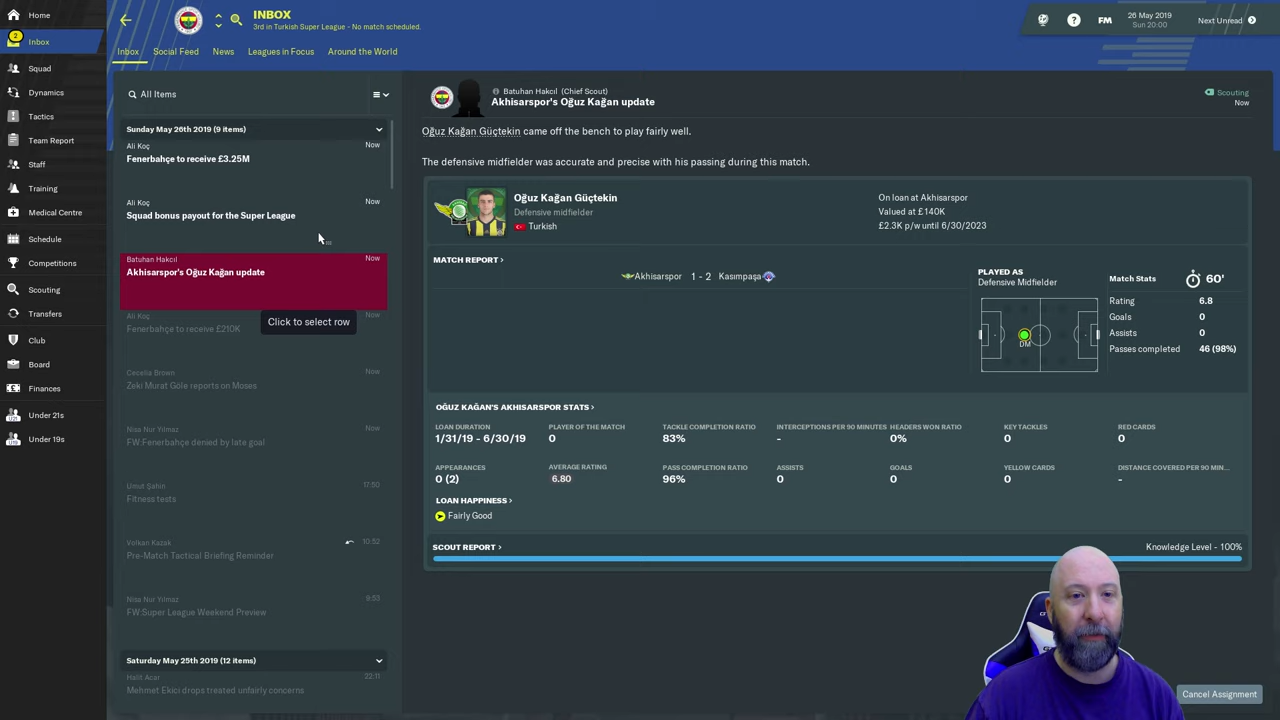 Home
2
Inbox
Squad
Dynamics
Tactics
Team Report
Staff
Training
Medical Centre
Schedule
Competitions
Scouting
Transfers
Club
Board
Finances
Under 21s
Under 19s
INBOX
3rd in Turkish Super League - No match scheduled.
?
FM
26 May 2019
Sun 20:00
Next Unread
Inbox
Social Feed
News
Leagues in Focus
Around the World
All Items
Sunday May 26th 2019 (9 items)
Ali Koç Now
Fenerbahçe to receive £3.25M
Ali Koç Now
Squad bonus payout for the Super League
Batuhan Hakcıl Now
Akhisarspor's Oğuz Kağan update
Ali Koç Now
Fenerbahçe to receive £210K
Click to select row
Cecelia Brown Now
Zeki Murat Göle reports on Moses
Nisa Nur Yılmaz Now
FW:Fenerbahçe denied by late goal
Umut Şahin 17:50
Fitness tests
Volkan Kazak 10:52
Pre-Match Tactical Briefing Reminder
Nisa Nur Yılmaz 9:53
FW:Super League Weekend Preview
Saturday May 25th 2019 (12 items)
Halit Acar 22:11
Mehmet Ekici drops treated unfairly concerns
Batuhan Hakcıl (Chief Scout)
Akhisarspor's Oğuz Kağan update
Scouting
Now
Oğuz Kağan Güçtekin came off the bench to play fairly well.
The defensive midfielder was accurate and precise with his passing during this match.
Oğuz Kağan Güçtekin
Defensive midfielder
Turkish
On loan at Akhisarspor
Valued at £140K
£2.3K p/w until 6/30/2023
MATCH REPORT >
Akhisarspor 1 - 2 Kasımpaşa
PLAYED AS
Defensive Midfielder
DM
Match Stats 60'
Rating 6.8
Goals 0
Assists 0
Passes completed 46 (98%)
OĞUZ KAĞAN'S AKHISARSPOR STATS >
LOAN DURATION PLAYER OF THE MATCH TACKLE COMPLETION RATIO INTERCEPTIONS PER 90 MINUTES HEADERS WON RATIO KEY TACKLES RED CARDS
1/31/19 - 6/30/19 0 83% - 0% 0 0
APPEARANCES AVERAGE RATING PASS COMPLETION RATIO ASSISTS GOALS YELLOW CARDS DISTANCE COVERED PER 90 MIN...
0 (2) 6.80 96% 0 0 0 -
LOAN HAPPINESS >
Fairly Good
SCOUT REPORT > Knowledge Level - 100%
Cancel Assignment